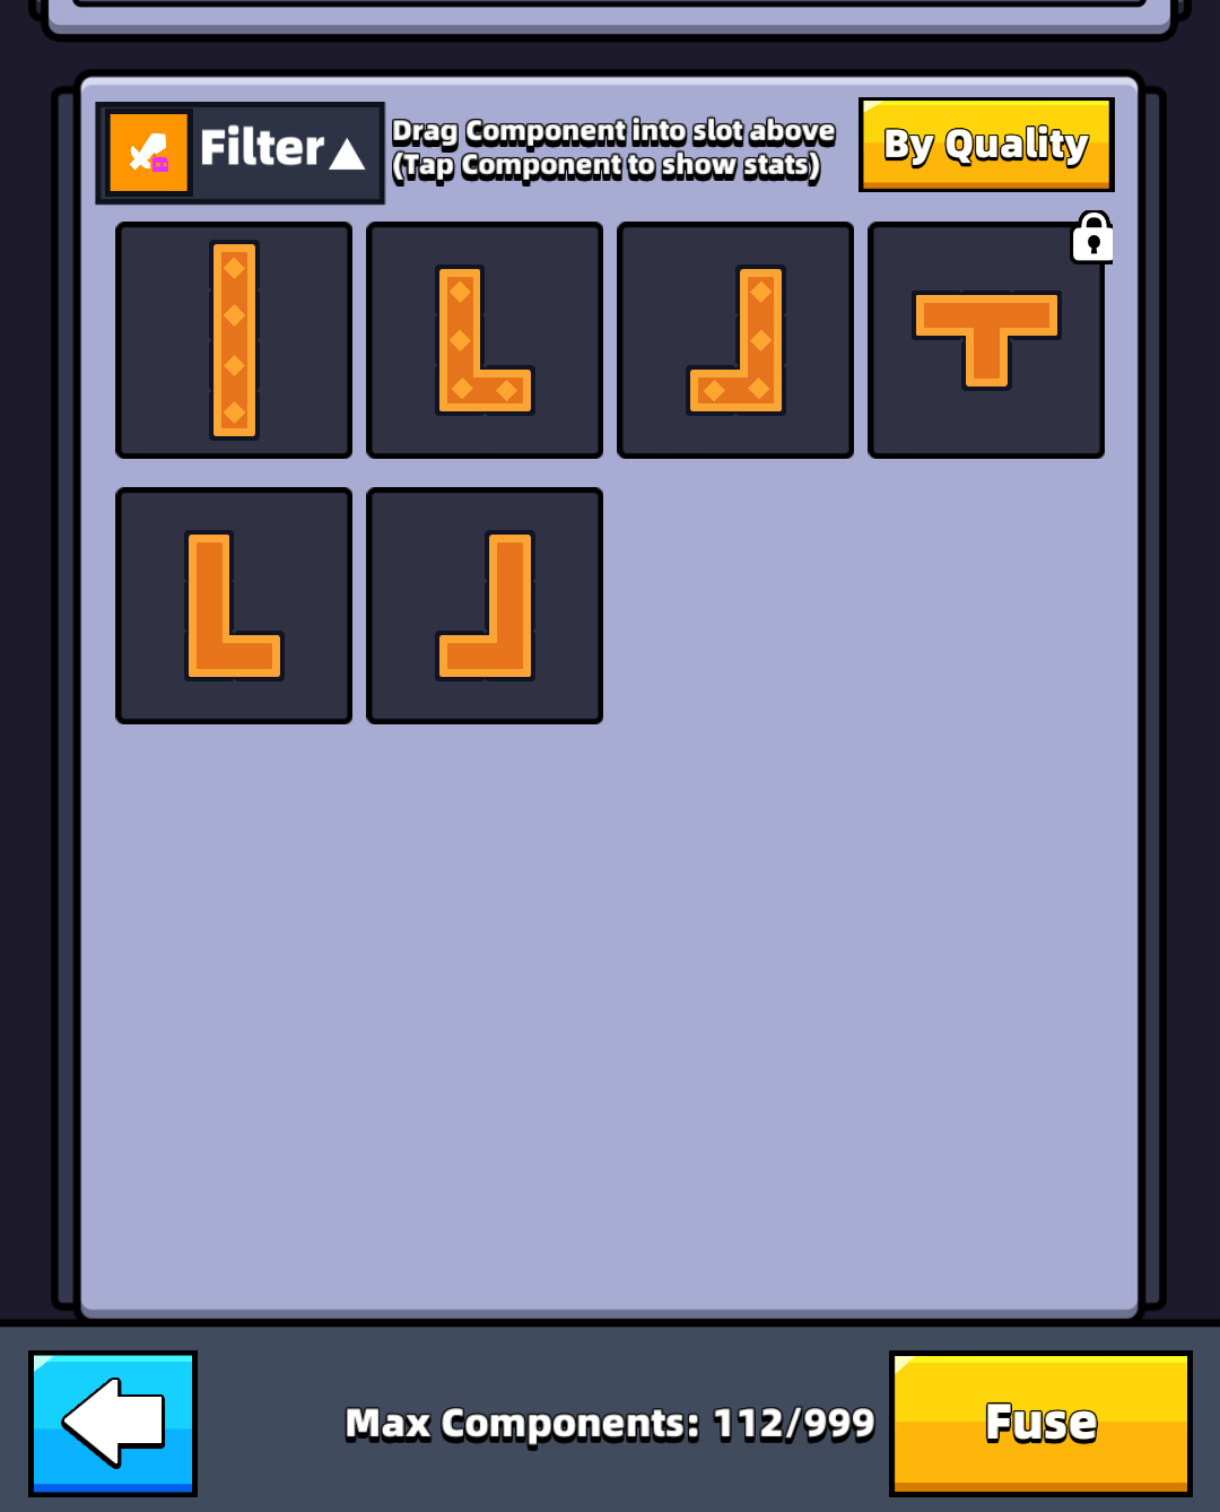 Filter▲
Drag Component into slot above
(Tap Component to show stats)
By Quality
Max Components: 112/999
Fuse